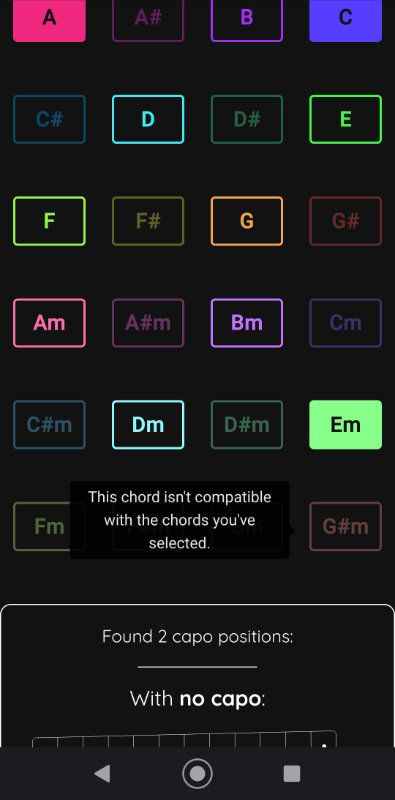 A A# B C
C# D D# E
F F# G G#
Am A#m Bm Cm
C#m Dm D#m Em
Fm G#m
This chord isn't compatible
with the chords you've
selected.
Found 2 capo positions:
With no capo: